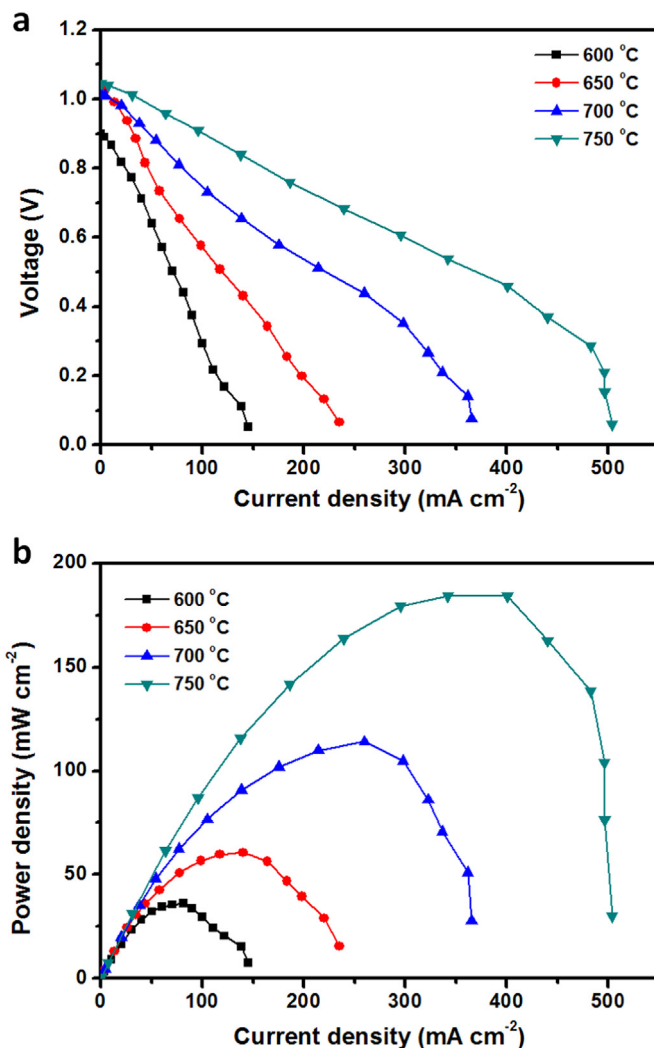 a
1.2
1.0
0.8
0.6
0.4
0.2
0.0
Voltage (V)
600 °C
650 °C
700 °C
750 °C
0 100 200 300 400 500
Current density (mA cm⁻²)
b
200
150
100
50
0
Power density (mW cm⁻²)
600 °C
650 °C
700 °C
750 °C
0 100 200 300 400 500
Current density (mA cm⁻²)